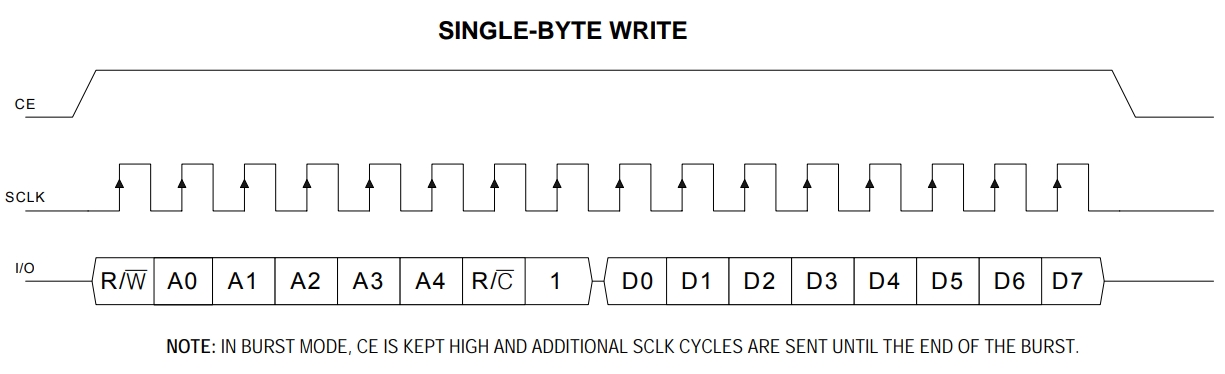 SINGLE-BYTE WRITE
CE
SCLK
I/O
R/W̅ A0 A1 A2 A3 A4 R/C̅ 1 D0 D1 D2 D3 D4 D5 D6 D7
NOTE: IN BURST MODE, CE IS KEPT HIGH AND ADDITIONAL SCLK CYCLES ARE SENT UNTIL THE END OF THE BURST.